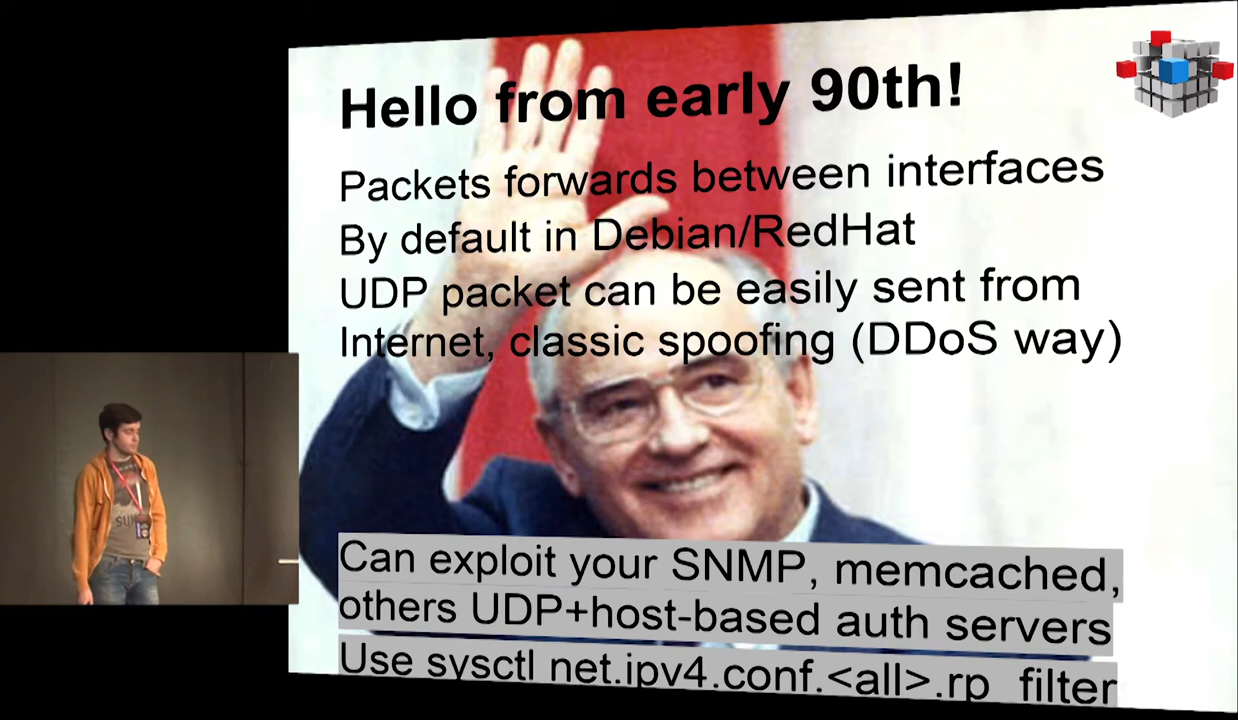 Hello from early 90th!
Packets forwards between interfaces
By default in Debian/RedHat
UDP packet can be easily sent from
Internet, classic spoofing (DDoS way)
Can exploit your SNMP, memcached,
others UDP+host-based auth servers
Use sysctl net.ipv4.conf.<all>.rp_filter